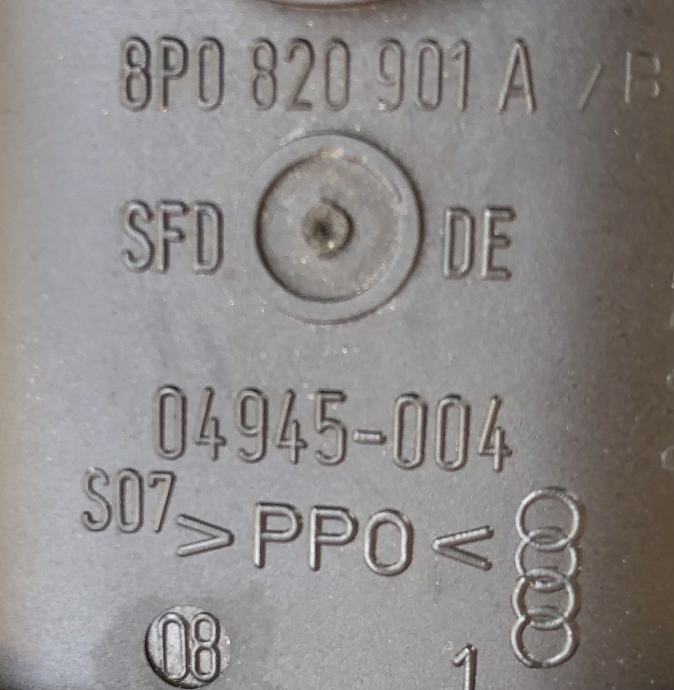 8P0 820 901 A / B
SFD DE
04945-004
S07 >PPO<
08 1